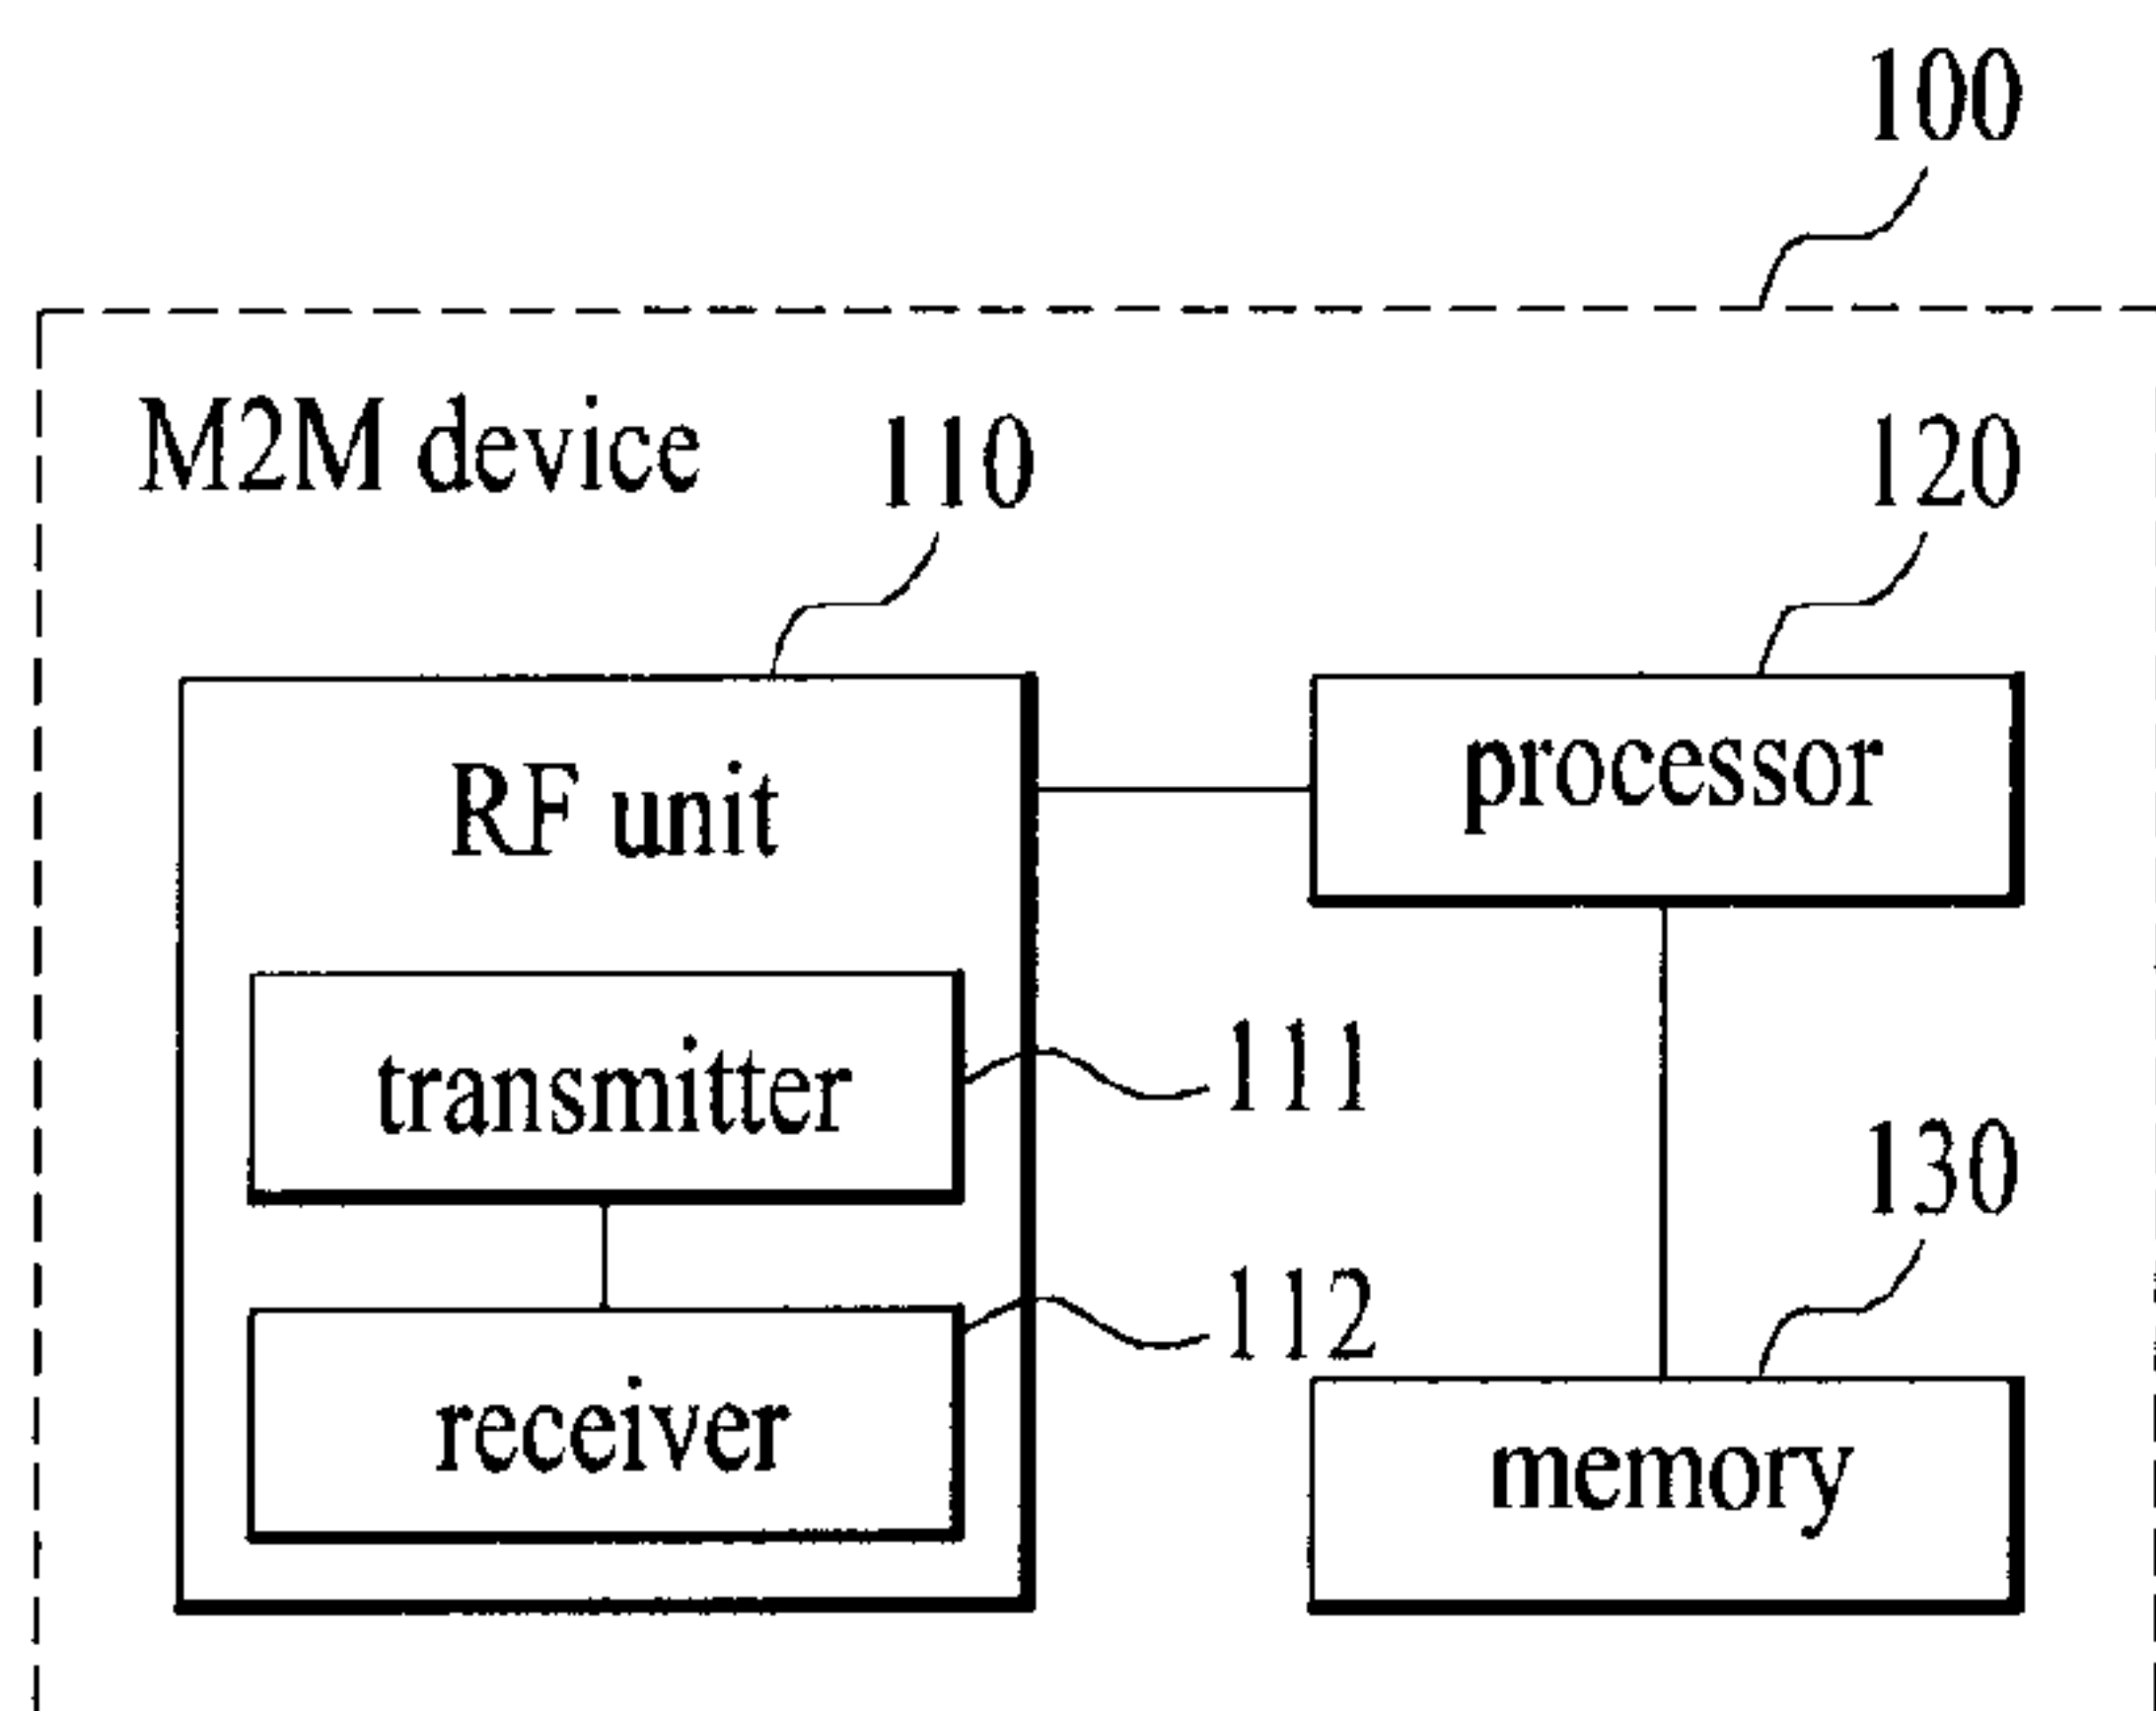 100
M2M device
110
120
RF unit
processor
transmitter
111
130
112
receiver
memory